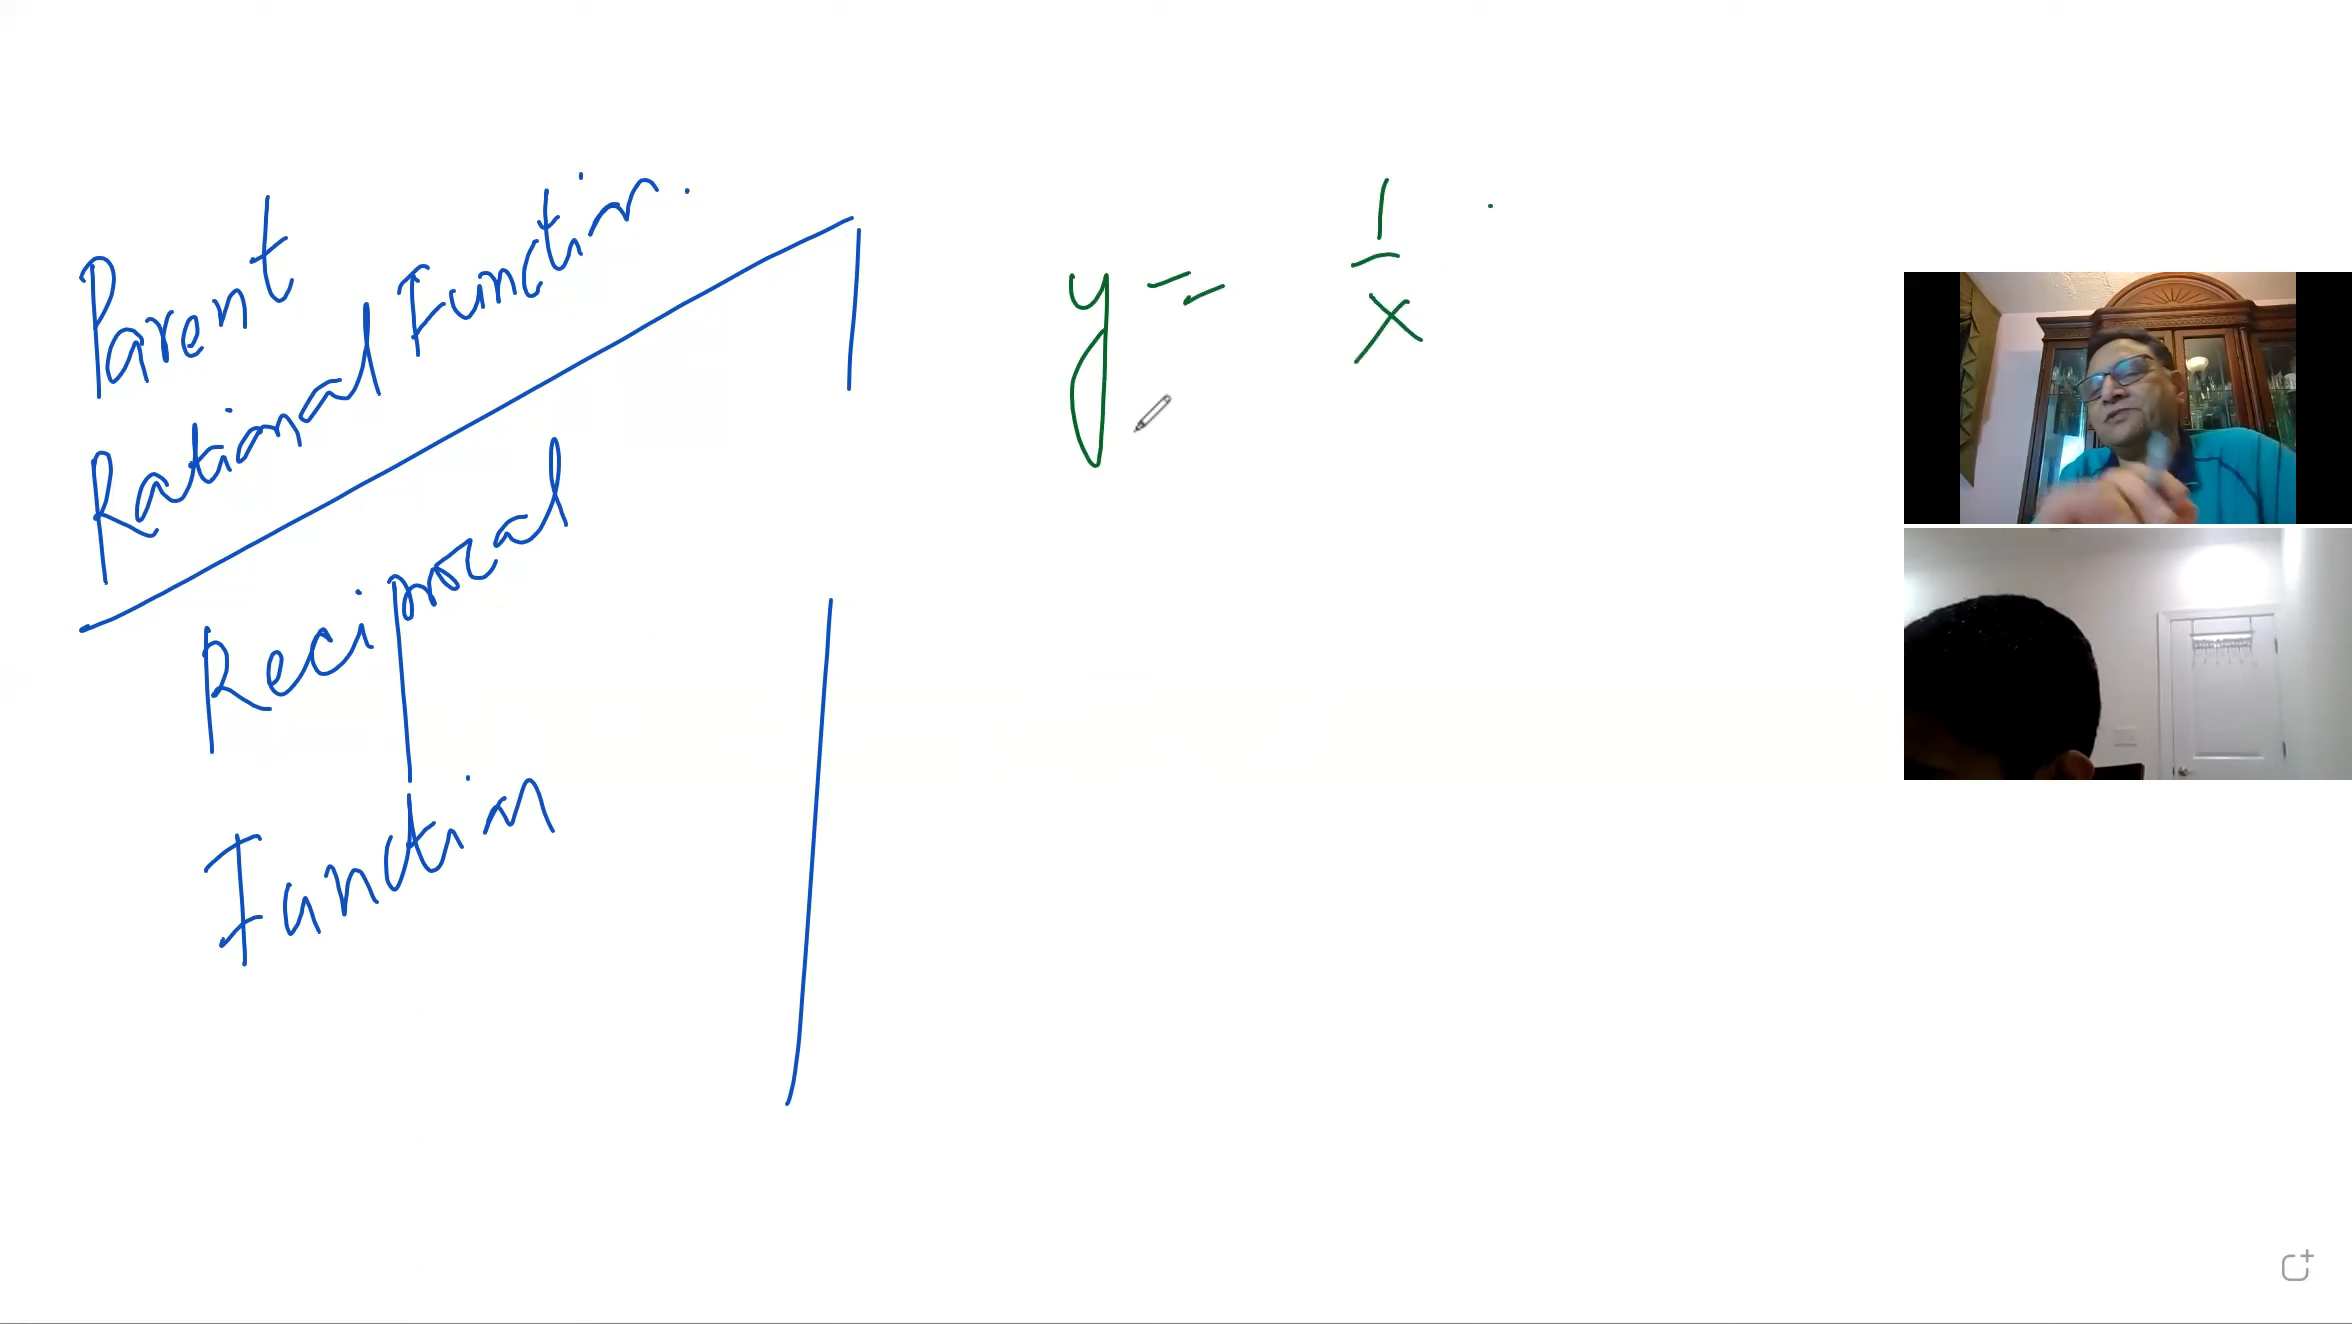 Parent
Rational Function.
Reciprocal
Function
y = 1/x